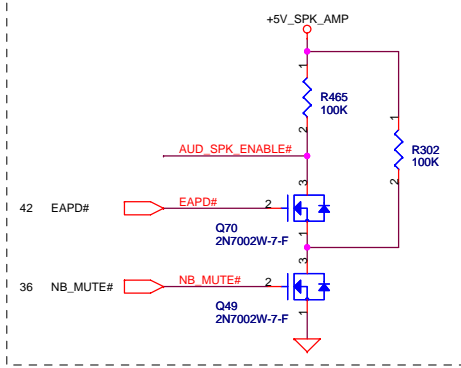 +5V_SPK_AMP
1
R465
100K
2
1
R302
100K
2
AUD_SPK_ENABLE#
3
42 EAPD# EAPD# 2
Q70
2N7002W-7-F
1
3
36 NB_MUTE# NB_MUTE# 2
Q49
2N7002W-7-F
1